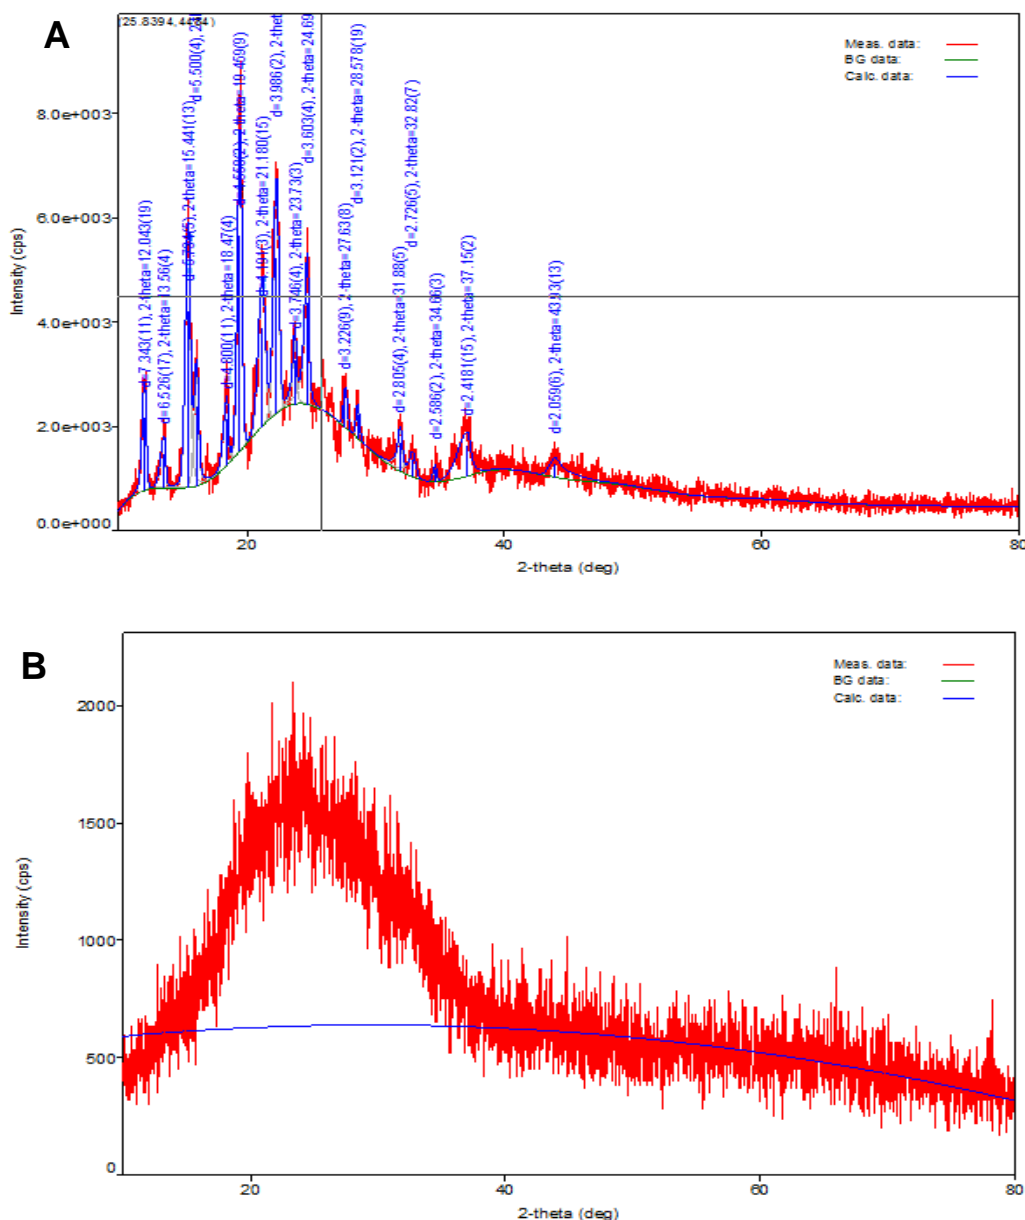 A
(25.8394,4484)
Meas. data:
BG data:
Calc. data:
8.0e+003
6.0e+003
4.0e+003
2.0e+003
0.0e+000
Intensity (cps)
d=7.343(11), 2-theta=12.043(19)
d=6.526(17), 2-theta=13.56(4)
d=5.734(5), 2-theta=15.441(13)
d=5.500(4),
d=4.800(11), 2-theta=18.47(4)
d=4.558(2), 2-theta=19.459(9)
d=4.191(3), 2-theta=21.180(15)
d=3.986(2), 2-thet
d=3.746(4), 2-theta=23.73(3)
d=3.603(4), 2-theta=24.69
d=3.226(9), 2-theta=27.63(8)
d=3.121(2), 2-theta=28.578(19)
d=2.805(4), 2-theta=31.88(5)
d=2.726(5), 2-theta=32.82(7)
d=2.586(2), 2-theta=34.66(3)
d=2.4181(15), 2-theta=37.15(2)
d=2.059(6), 2-theta=43.93(13)
20 40 60 80
2-theta (deg)
B
Meas. data:
BG data:
Calc. data:
2000
1500
1000
500
0
Intensity (cps)
20 40 60 80
2-theta (deg)